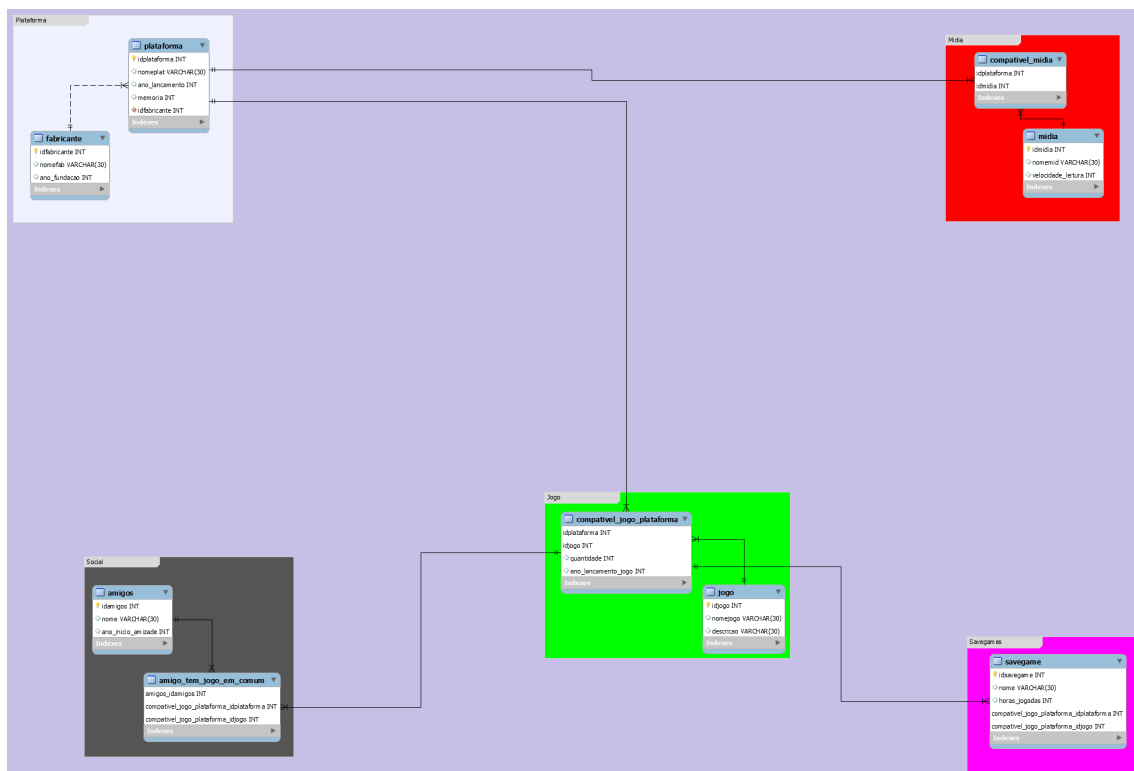 Plataforma
plataforma
idplataforma INT
nomeplat VARCHAR(30)
ano_lancamento INT
memoria INT
idfabricante INT
Indexes
fabricante
idfabricante INT
nomefab VARCHAR(30)
ano_fundacao INT
Indexes
Midia
compativel_midia
idplataforma INT
idmidia INT
Indexes
midia
idmidia INT
nomemid VARCHAR(30)
velocidade_leitura INT
Indexes
Jogo
compativel_jogo_plataforma
idplataforma INT
idjogo INT
quantidade INT
ano_lancamento_jogo INT
Indexes
jogo
idjogo INT
nomejogo VARCHAR(30)
descricao VARCHAR(30)
Indexes
Social
amigos
idamigos INT
nome VARCHAR(30)
ano_inicio_amizade INT
Indexes
amigo_tem_jogo_em_comum
amigos_idamigos INT
compativel_jogo_plataforma_idplataforma INT
compativel_jogo_plataforma_idjogo INT
Indexes
Savegames
savegame
idsavegame INT
nome VARCHAR(30)
horas_jogadas INT
compativel_jogo_plataforma_idplataforma INT
compativel_jogo_plataforma_idjogo INT
Indexes